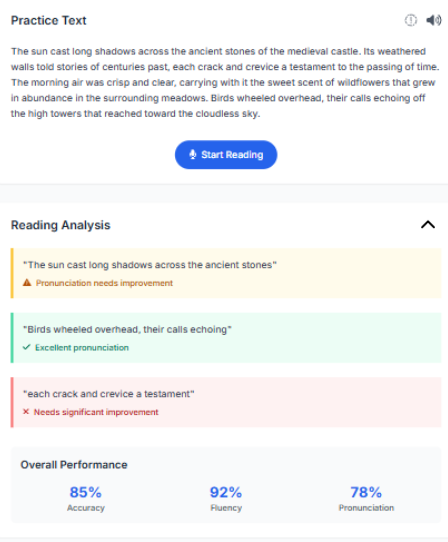 Practice Text
The sun cast long shadows across the ancient stones of the medieval castle. Its weathered
walls told stories of centuries past, each crack and crevice a testament to the passing of time.
The morning air was crisp and clear, carrying with it the sweet scent of wildflowers that grew
in abundance in the surrounding meadows. Birds wheeled overhead, their calls echoing off
the high towers that reached toward the cloudless sky.
Start Reading
Reading Analysis
"The sun cast long shadows across the ancient stones"
Pronunciation needs improvement
"Birds wheeled overhead, their calls echoing"
Excellent pronunciation
"each crack and crevice a testament"
Needs significant improvement
Overall Performance
85% 92% 78%
Accuracy Fluency Pronunciation